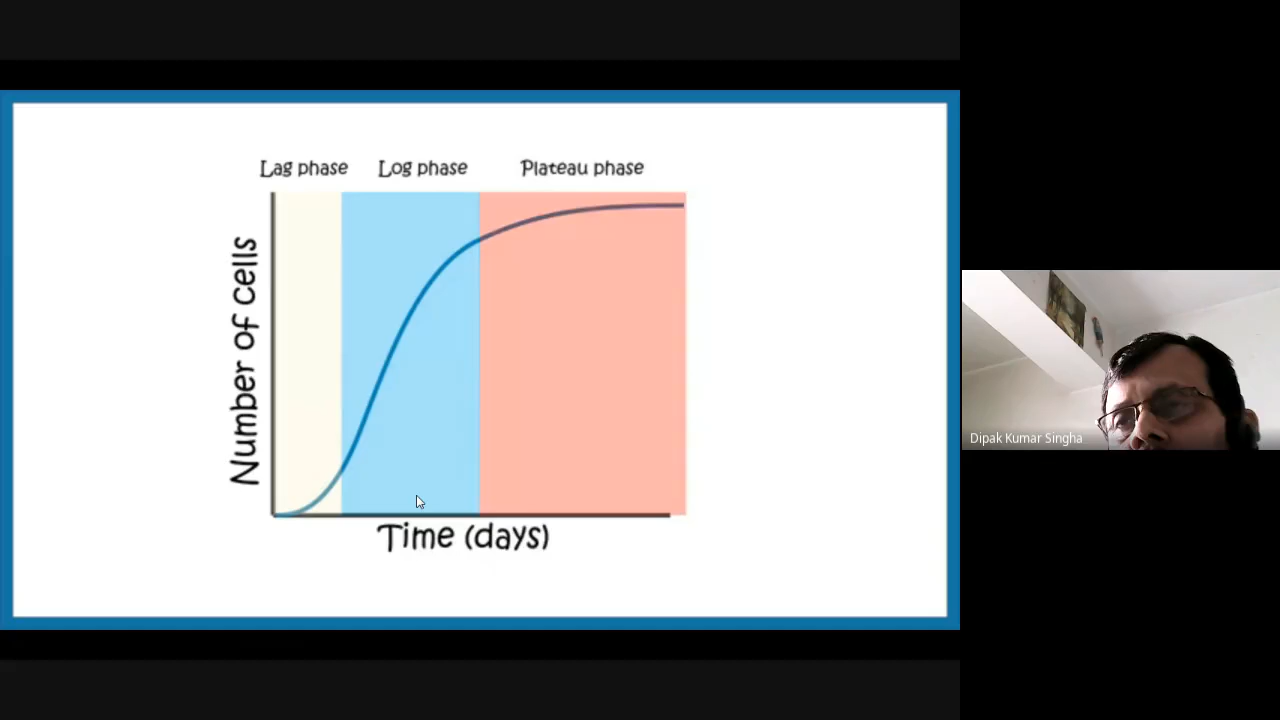 Lag phase
Log phase
Plateau phase
Number of cells
Time (days)
Dipak Kumar Singha